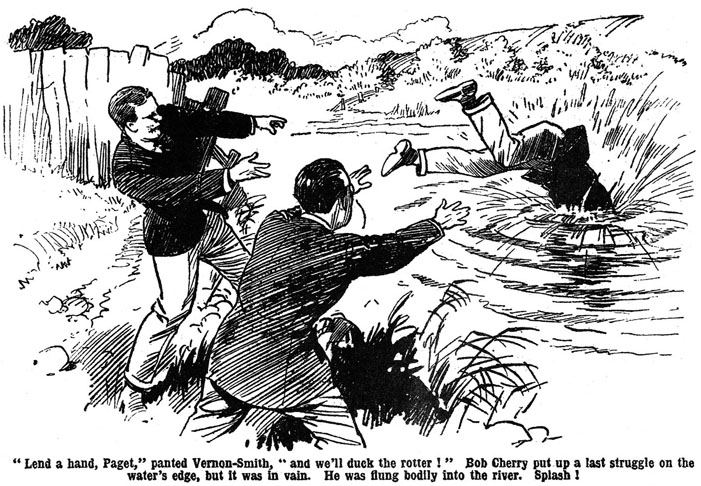 “ Lend a hand, Paget,” panted Vernon-Smith, “ and we’ll duck the rotter ! ” Bob Cherry put up a last struggle on the
water’s edge, but it was in vain. He was flung bodily into the river. Splash !